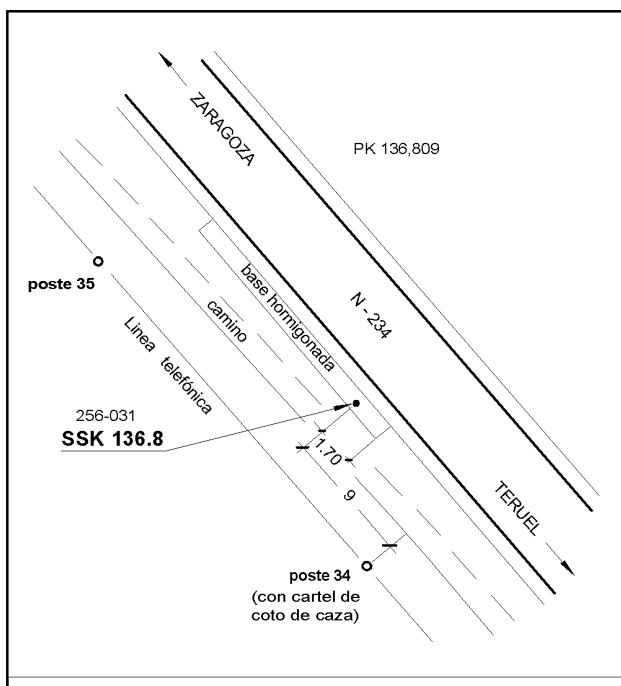 ZARAGOZA
PK 136,809
poste 35
base hormigonada
N - 234
camino
Linea telefónica
256-031
SSK 136.8
1.70
9
TERUEL
poste 34
(con cartel de
coto de caza)